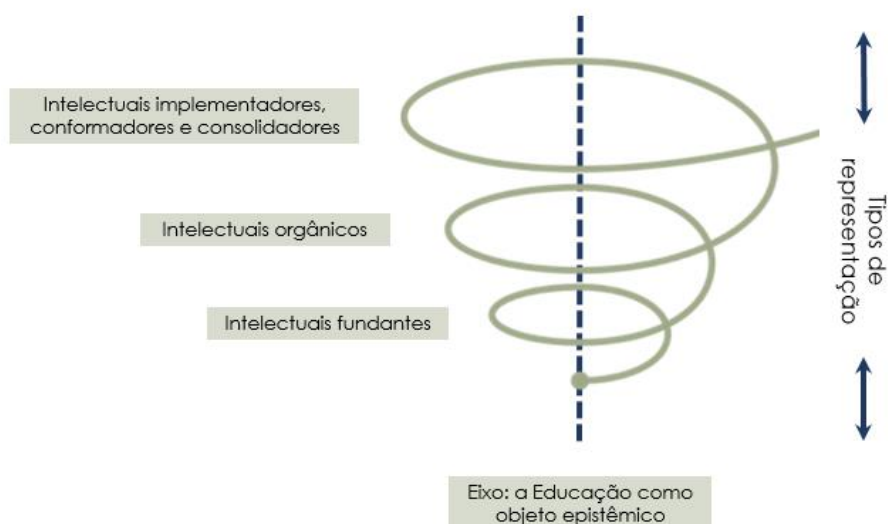 Intelectuais implementadores,
conformadores e consolidadores
Intelectuais orgânicos
Intelectuais fundantes
Tipos de
representação
Eixo: a Educação como
objeto epistêmico